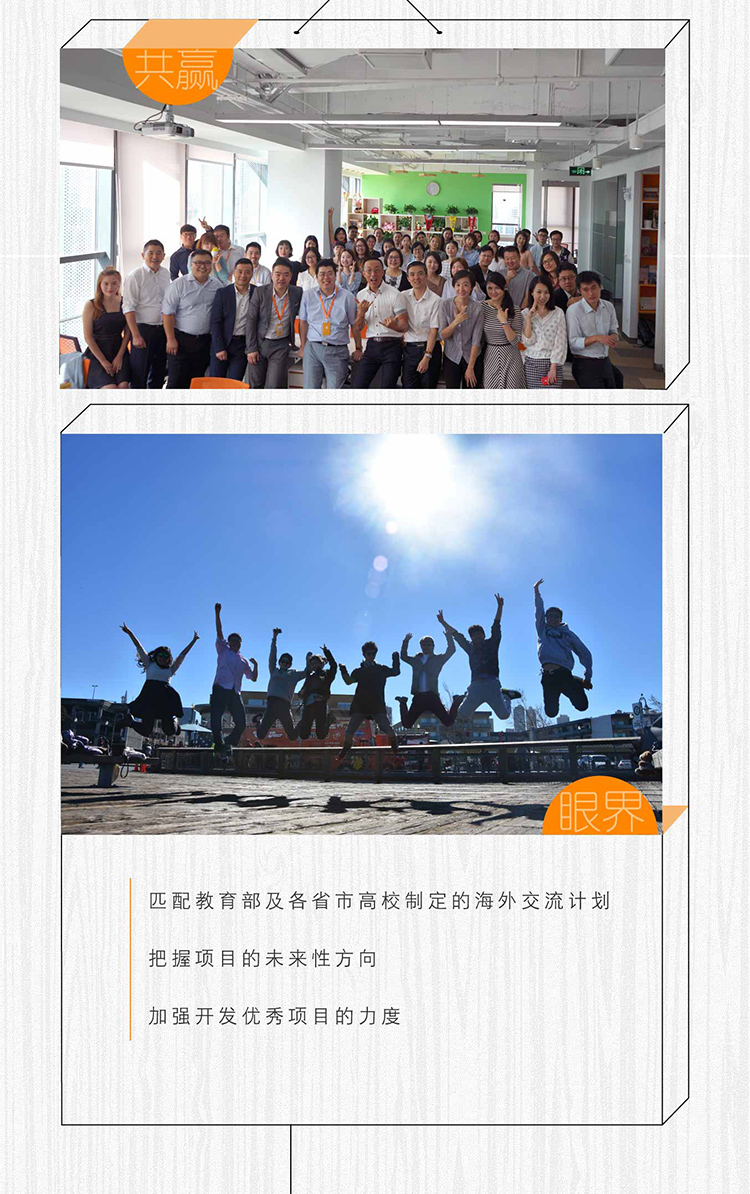 共赢
眼界
匹配教育部及各省市高校制定的海外交流计划
把握项目的未来性方向
加强开发优秀项目的力度